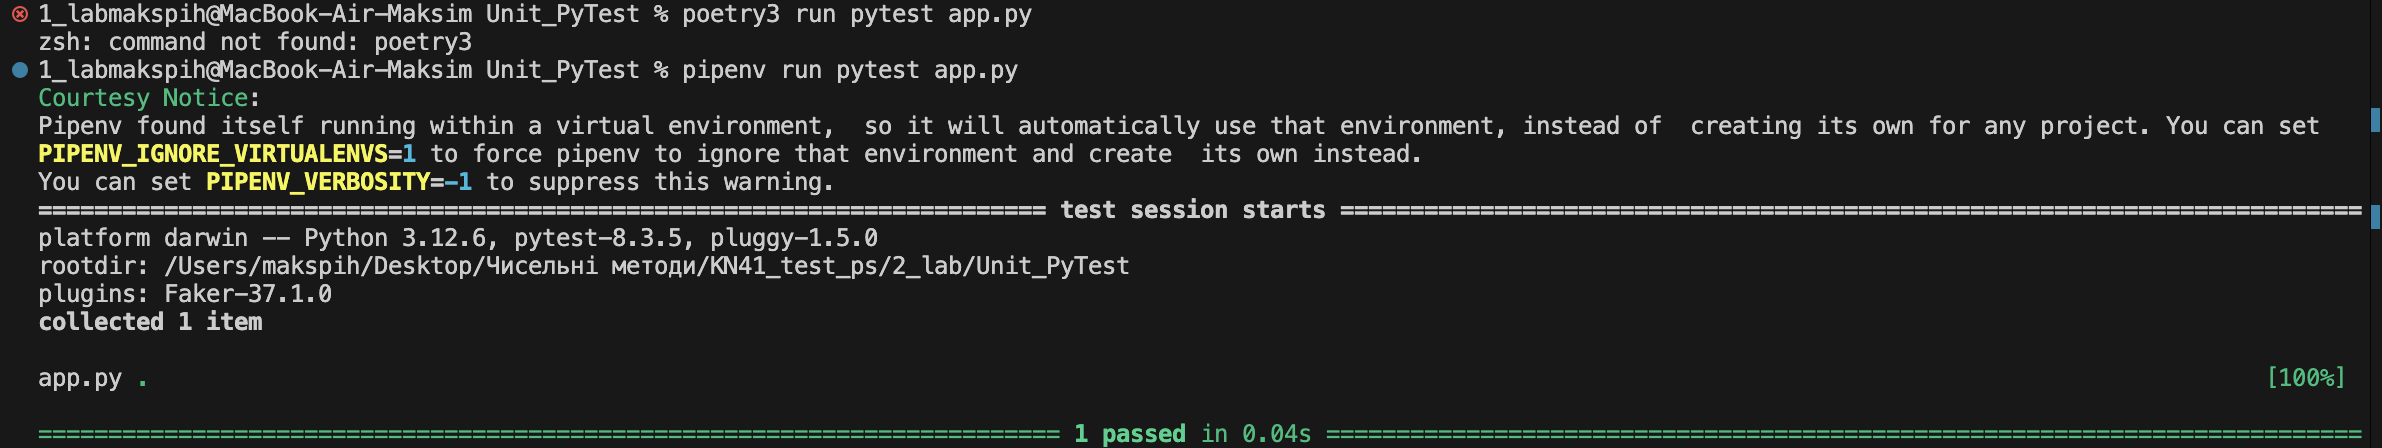 1_labmakspih@MacBook-Air-Maksim Unit_PyTest % poetry3 run pytest app.py
zsh: command not found: poetry3
1_labmakspih@MacBook-Air-Maksim Unit_PyTest % pipenv run pytest app.py
Courtesy Notice:
Pipenv found itself running within a virtual environment,  so it will automatically use that environment, instead of  creating its own for any project. You can set
PIPENV_IGNORE_VIRTUALENVS=1 to force pipenv to ignore that environment and create  its own instead.
You can set PIPENV_VERBOSITY=-1 to suppress this warning.
======================================================================== test session starts =========================================================================
platform darwin -- Python 3.12.6, pytest-8.3.5, pluggy-1.5.0
rootdir: /Users/makspih/Desktop/Чисельні методи/KN41_test_ps/2_lab/Unit_PyTest
plugins: Faker-37.1.0
collected 1 item
app.py . [100%]
========================================================================= 1 passed in 0.04s ==========================================================================